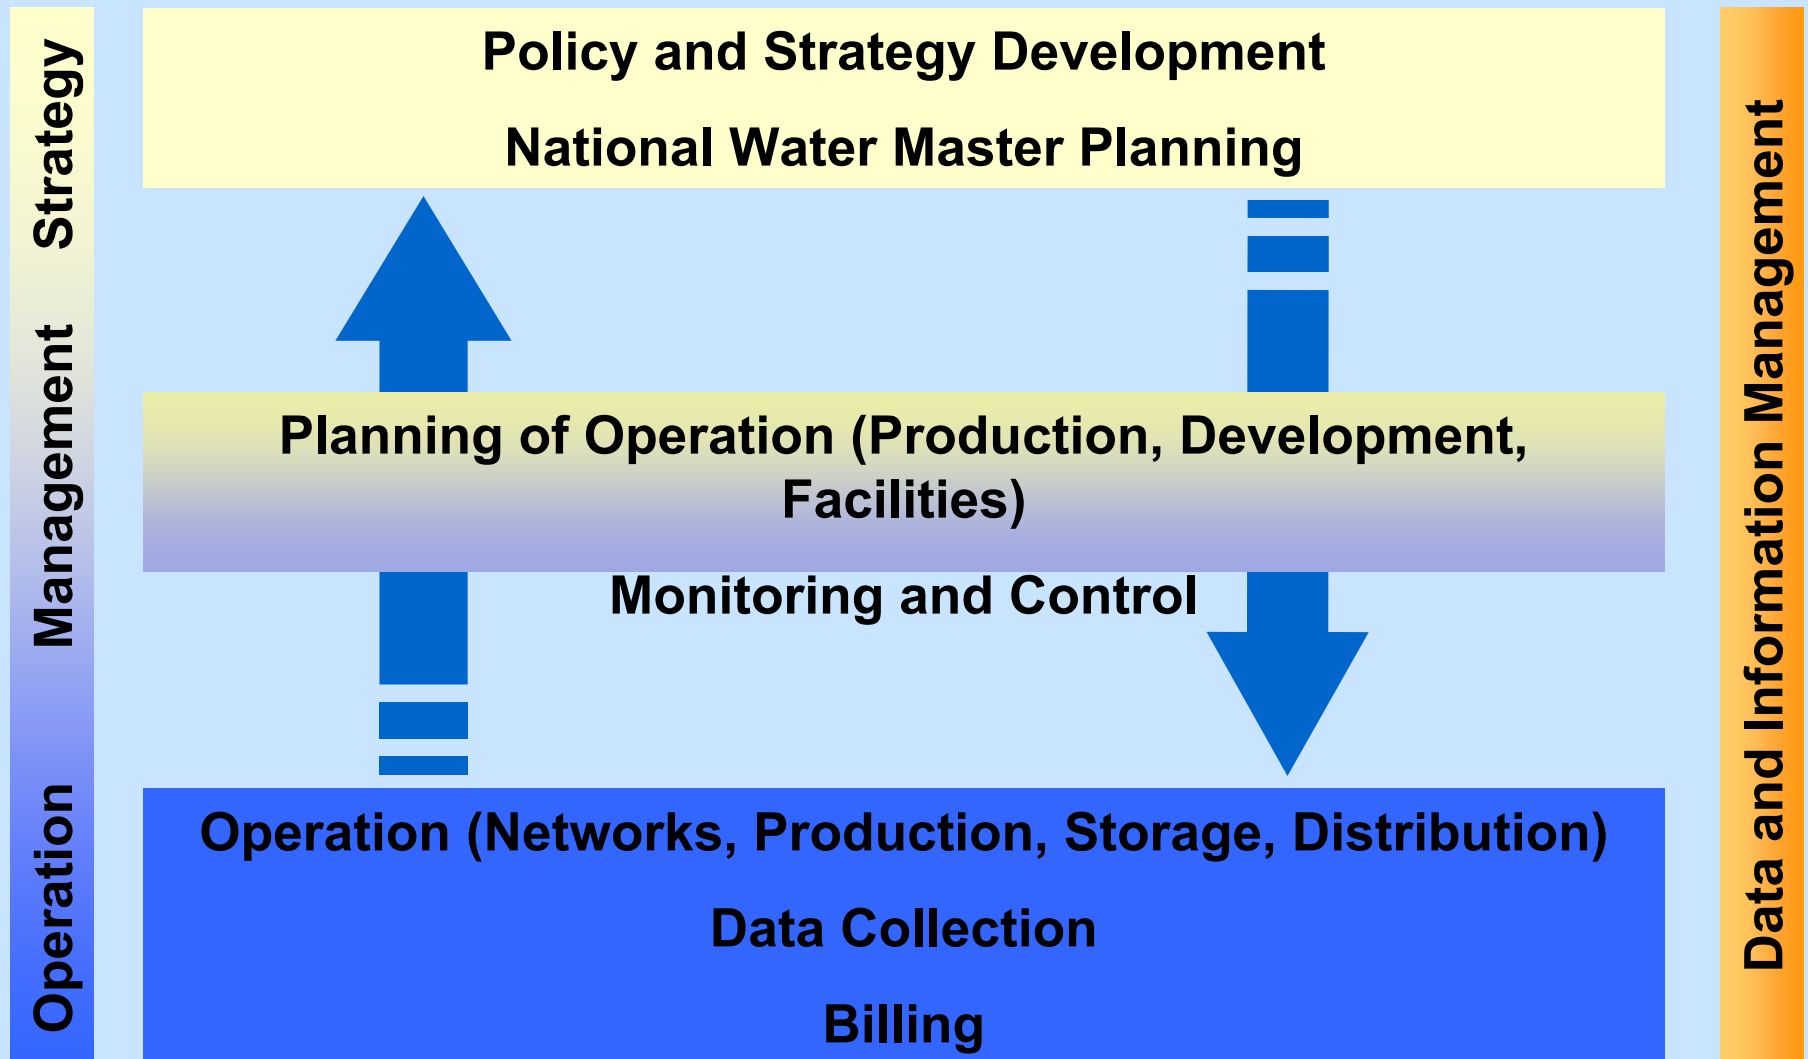 Strategy
Management
Operation
Policy and Strategy Development
National Water Master Planning
Planning of Operation (Production, Development,
Facilities)
Monitoring and Control
Operation (Networks, Production, Storage, Distribution)
Data Collection
Billing
Data and Information Management